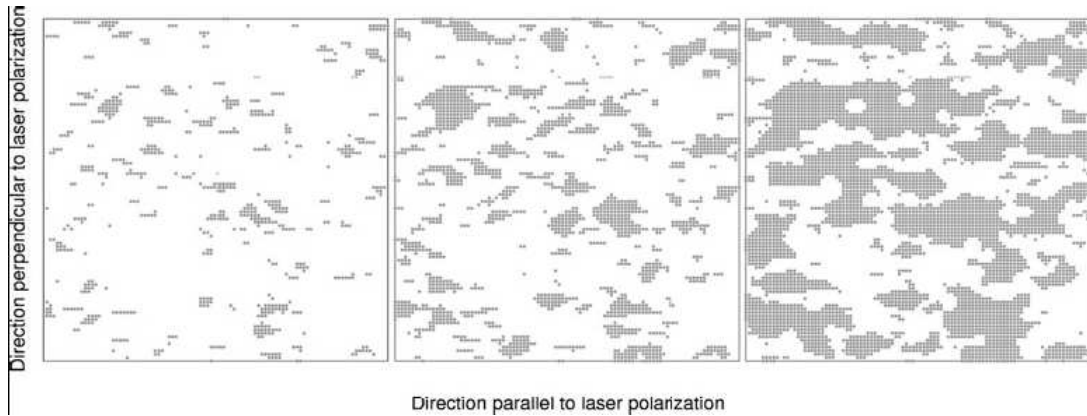 Direction perpendicular to laser polarization
Direction parallel to laser polarization